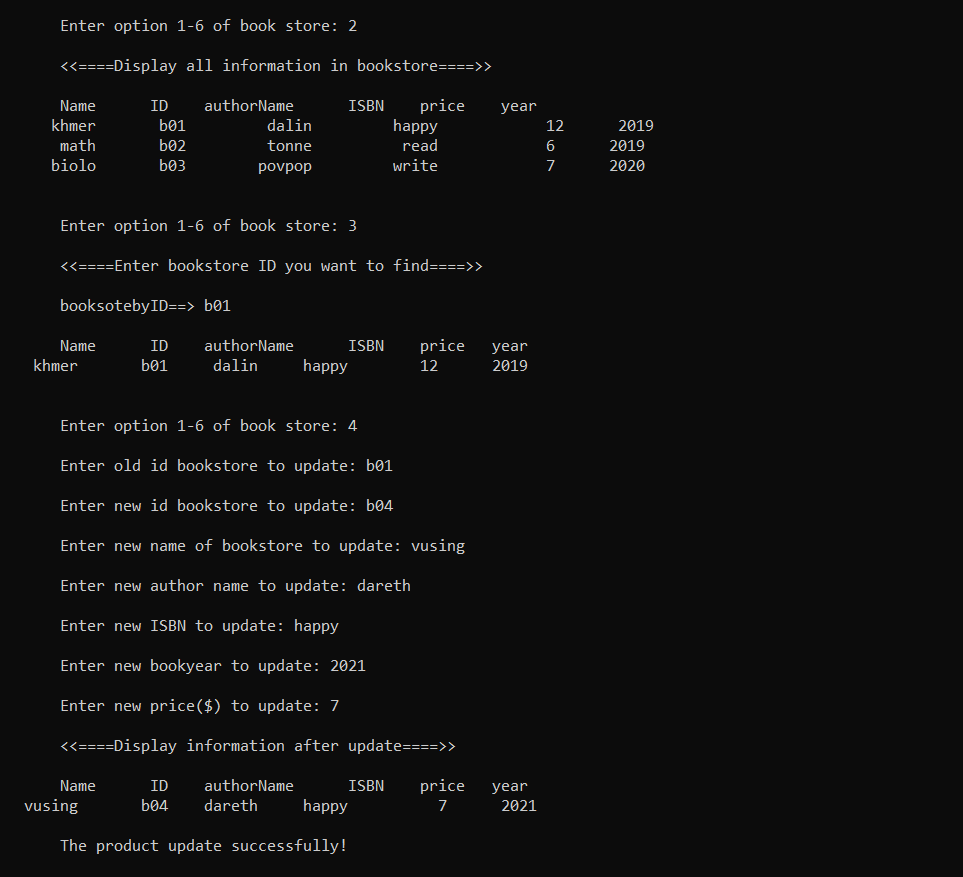 Enter option 1-6 of book store: 2
<<====Display all information in bookstore====>>
Name ID authorName ISBN price year
khmer b01 dalin happy 12 2019
math b02 tonne read 6 2019
biolo b03 povpop write 7 2020
Enter option 1-6 of book store: 3
<<====Enter bookstore ID you want to find====>>
booksotebyID==> b01
Name ID authorName ISBN price year
khmer b01 dalin happy 12 2019
Enter option 1-6 of book store: 4
Enter old id bookstore to update: b01
Enter new id bookstore to update: b04
Enter new name of bookstore to update: vusing
Enter new author name to update: dareth
Enter new ISBN to update: happy
Enter new bookyear to update: 2021
Enter new price($) to update: 7
<<====Display information after update====>>
Name ID authorName ISBN price year
vusing b04 dareth happy 7 2021
The product update successfully!